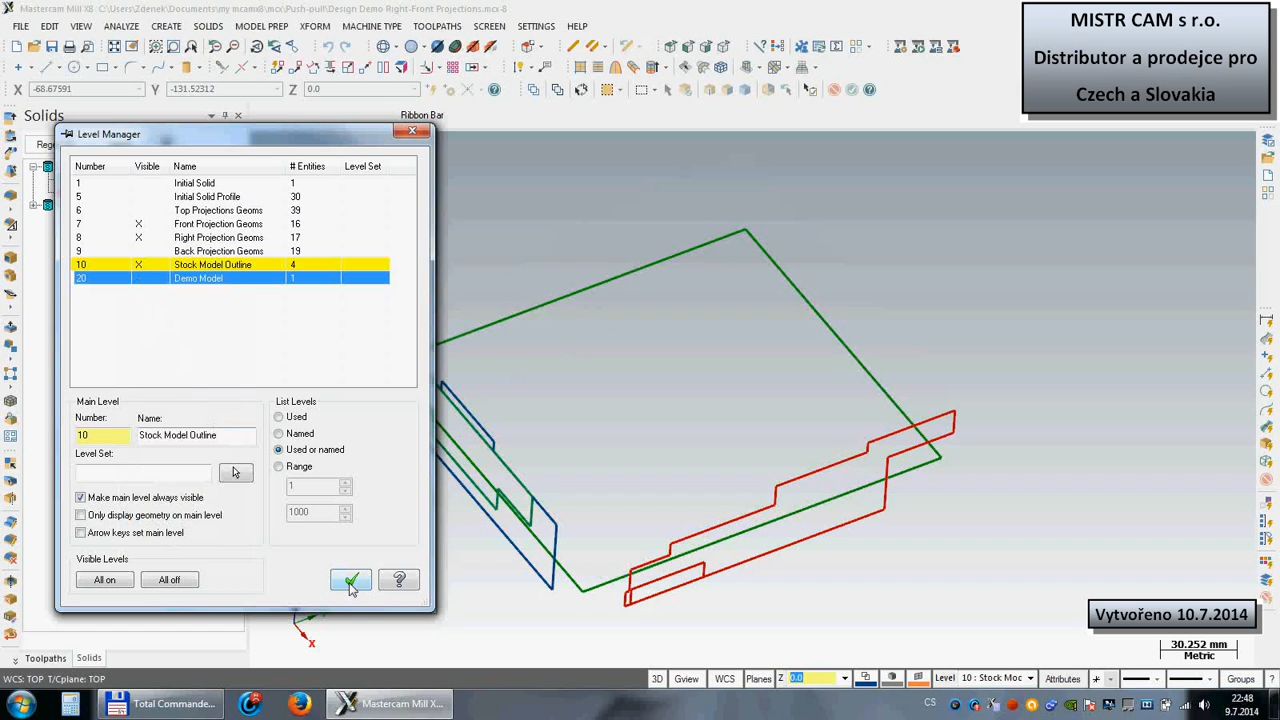 Mastercam Mill X8 - C:\Users\Zdenek\Documents\my mcamx8\Mcx\Push-pull\Design Demo Right-Front Projections.mcx-8
FILE EDIT VIEW ANALYZE CREATE SOLIDS MODEL PREP XFORM MACHINE TYPE TOOLPATHS SCREEN SETTINGS HELP
MISTR CAM s r.o.
Distributor a prodejce pro
Czech a Slovakia
X -68.67591 Y -131.52312 Z 0.0
Ribbon Bar
Solids
Level Manager
Number Visible Name # Entities Level Set
1 Initial Solid 1
5 Initial Solid Profile 30
6 Top Projections Geoms 39
7 X Front Projection Geoms 16
8 X Right Projection Geoms 17
9 Back Projection Geoms 19
10 X Stock Model Outline 4
20 Demo Model 1
Main Level
Number: Name:
10 Stock Model Outline
Level Set:
Make main level always visible
Only display geometry on main level
Arrow keys set main level
List Levels
Used
Named
Used or named
Range
1
1000
Visible Levels
All on All off
?
X
Vytvořeno 10.7.2014
30.252 mm
Metric
Toolpaths Solids
WCS: TOP T/Cplane: TOP
3D Gview WCS Planes Z 0.0 Level 10 : Stock Moc Attributes Groups ?
Total Commande... Mastercam Mill X...
CS
22:48
9.7.2014